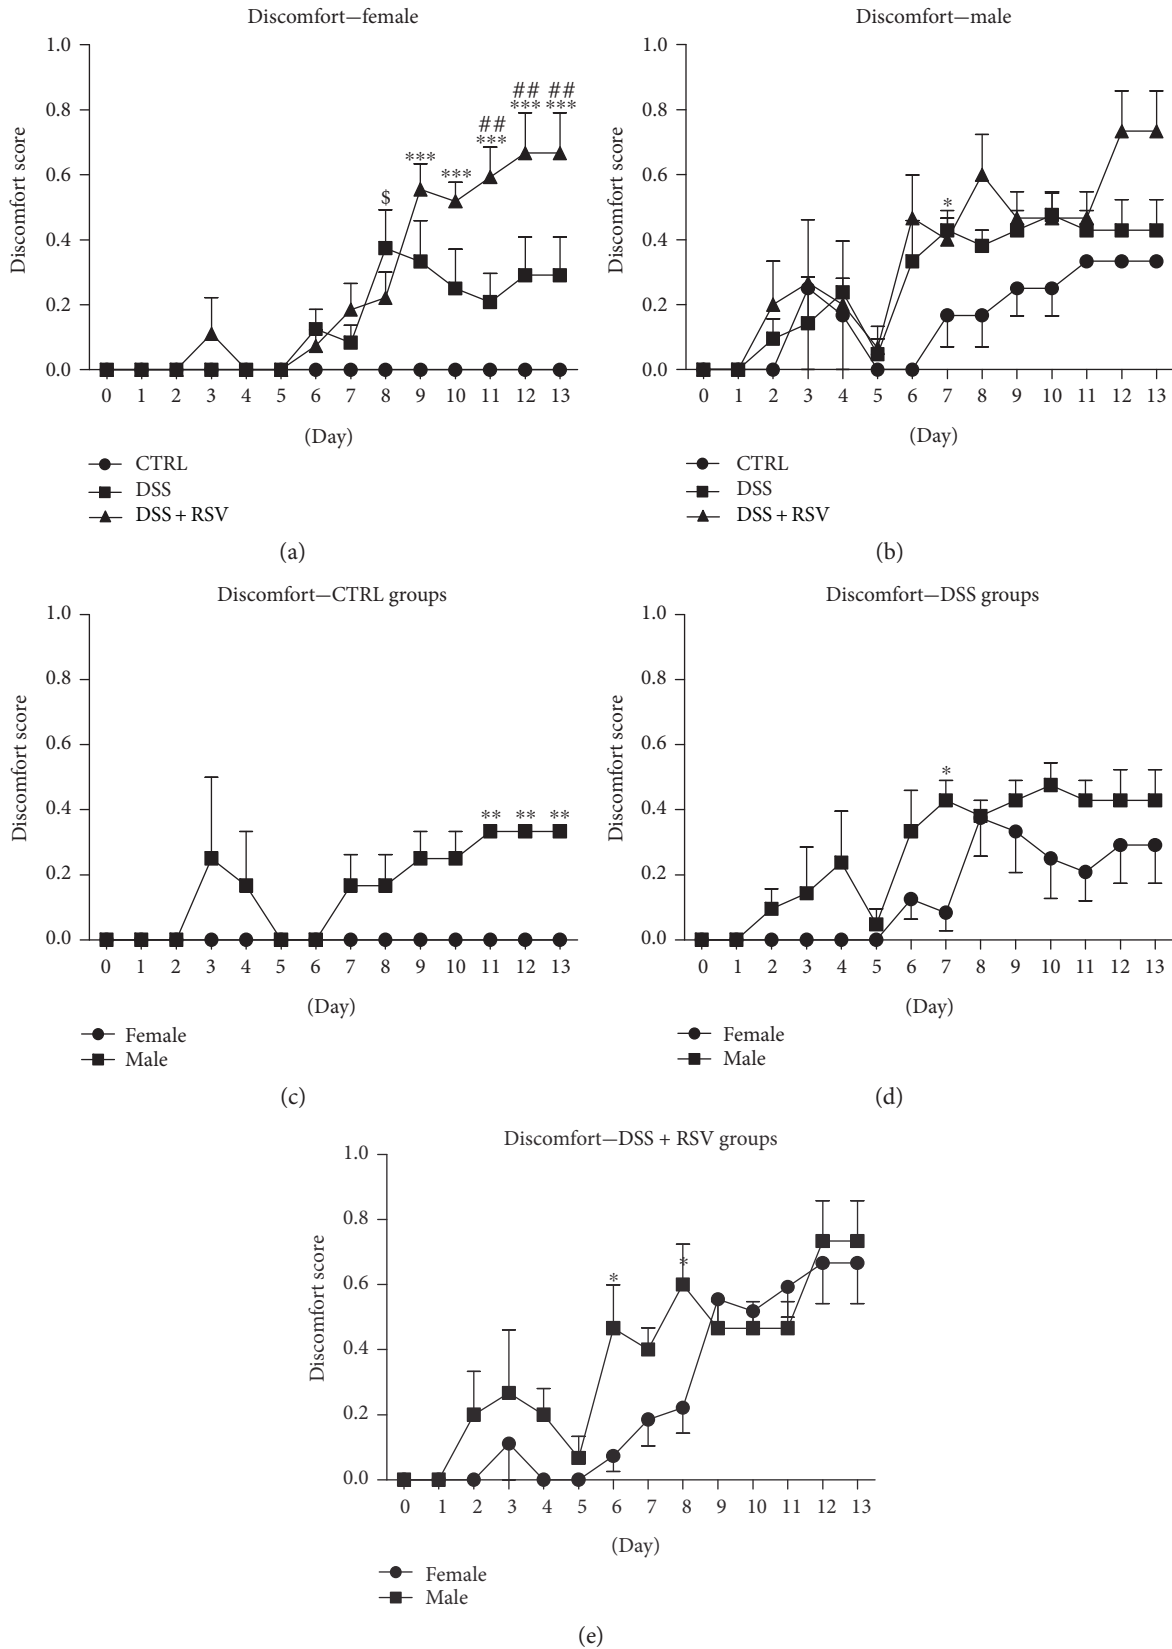 Discomfort—female
Discomfort score
1.0
0.8
0.6
0.4
0.2
0.0
$
***
***
##
***
##
***
##
***
0 1 2 3 4 5 6 7 8 9 10 11 12 13
(Day)
CTRL
DSS
DSS + RSV
(a)
Discomfort—male
Discomfort score
1.0
0.8
0.6
0.4
0.2
0.0
*
0 1 2 3 4 5 6 7 8 9 10 11 12 13
(Day)
CTRL
DSS
DSS + RSV
(b)
Discomfort—CTRL groups
Discomfort score
1.0
0.8
0.6
0.4
0.2
0.0
** ** **
0 1 2 3 4 5 6 7 8 9 10 11 12 13
(Day)
Female
Male
(c)
Discomfort—DSS groups
Discomfort score
1.0
0.8
0.6
0.4
0.2
0.0
*
0 1 2 3 4 5 6 7 8 9 10 11 12 13
(Day)
Female
Male
(d)
Discomfort—DSS + RSV groups
Discomfort score
1.0
0.8
0.6
0.4
0.2
0.0
* *
0 1 2 3 4 5 6 7 8 9 10 11 12 13
(Day)
Female
Male
(e)